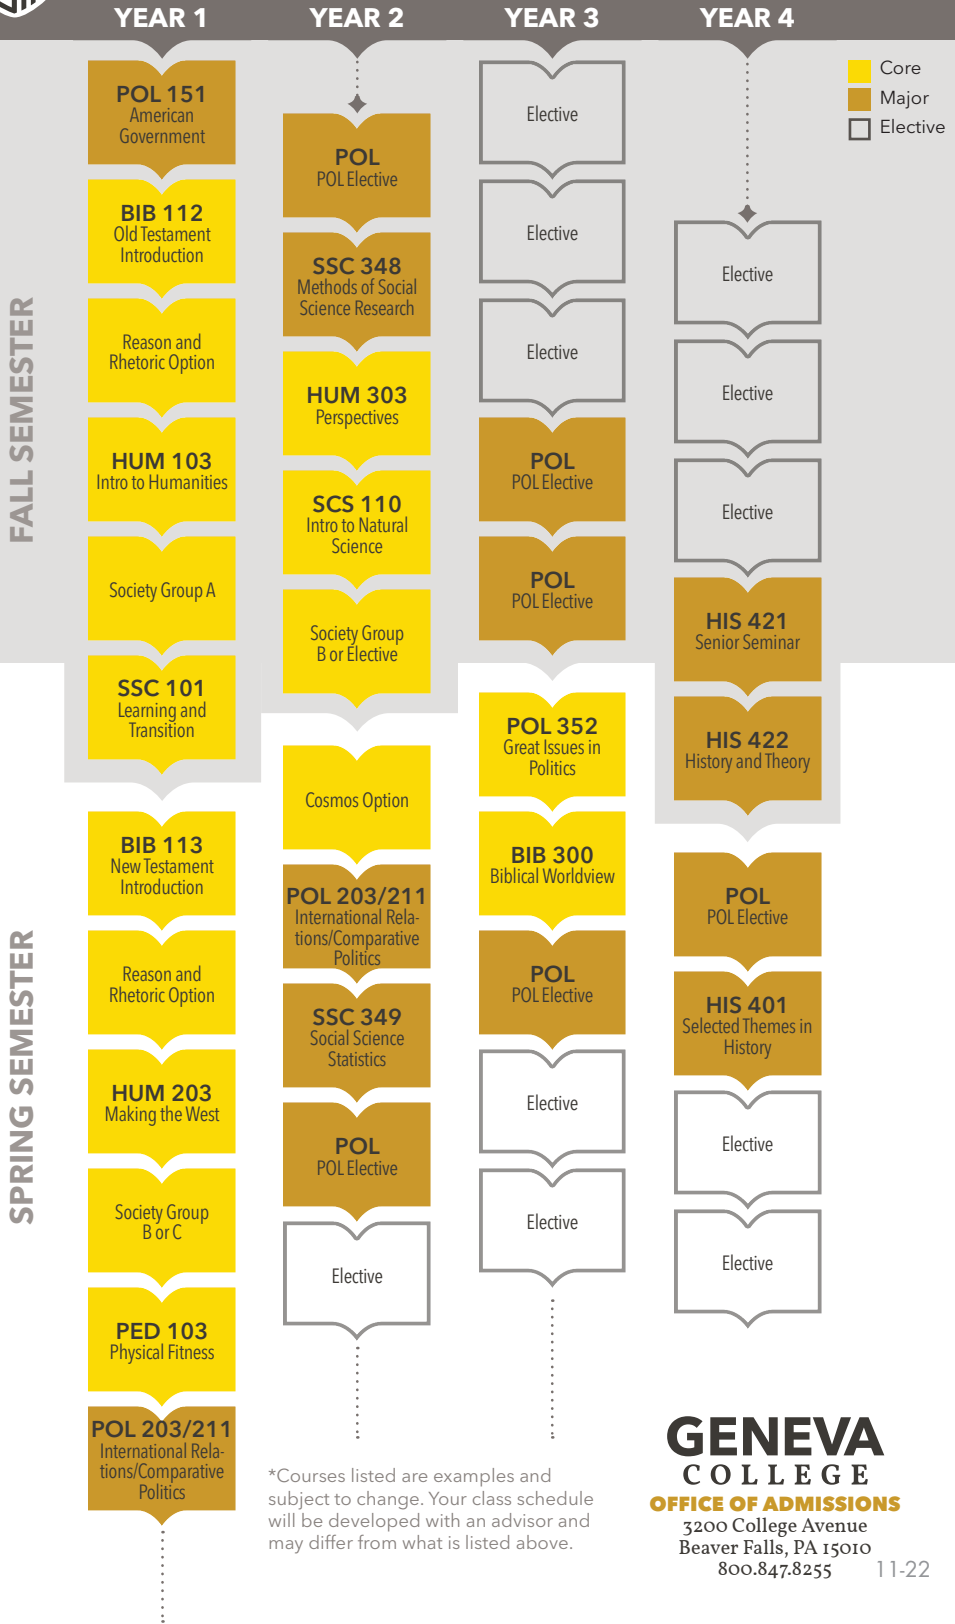 YEAR 1
YEAR 2
YEAR 3
YEAR 4
Core
Major
Elective
FALL SEMESTER
SPRING SEMESTER
POL 151
American
Government
BIB 112
Old Testament
Introduction
Reason and
Rhetoric Option
HUM 103
Intro to Humanities
Society Group A
SSC 101
Learning and
Transition
BIB 113
New Testament
Introduction
Reason and
Rhetoric Option
HUM 203
Making the West
Society Group
B or C
PED 103
Physical Fitness
POL 203/211
International Rela-
tions/Comparative
Politics
POL
POL Elective
SSC 348
Methods of Social
Science Research
HUM 303
Perspectives
SCS 110
Intro to Natural
Science
Society Group
B or Elective
Cosmos Option
POL 203/211
International Rela-
tions/Comparative
Politics
SSC 349
Social Science
Statistics
POL
POL Elective
Elective
Elective
Elective
Elective
POL
POL Elective
POL
POL Elective
POL 352
Great Issues in
Politics
BIB 300
Biblical Worldview
POL
POL Elective
Elective
Elective
Elective
Elective
Elective
HIS 421
Senior Seminar
HIS 422
History and Theory
POL
POL Elective
HIS 401
Selected Themes in
History
Elective
Elective
*Courses listed are examples and
subject to change. Your class schedule
will be developed with an advisor and
may differ from what is listed above.
GENEVA
COLLEGE
OFFICE OF ADMISSIONS
3200 College Avenue
Beaver Falls, PA 15010
800.847.8255
11-22